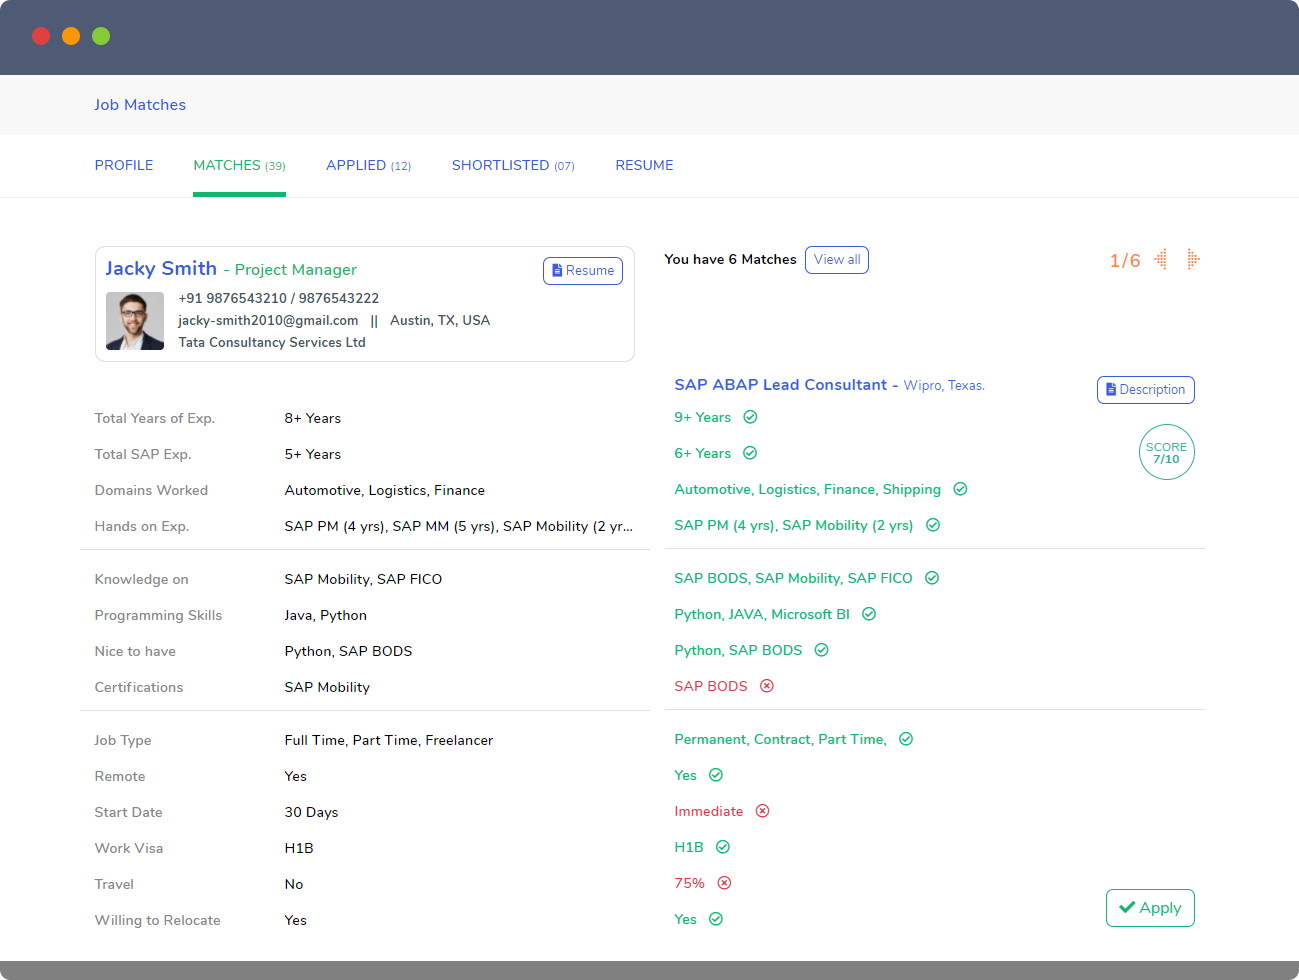 Job Matches
PROFILE MATCHES (39) APPLIED (12) SHORTLISTED (07) RESUME
Jacky Smith - Project Manager
Resume
+91 9876543210 / 9876543222
jacky-smith2010@gmail.com || Austin, TX, USA
Tata Consultancy Services Ltd
You have 6 Matches View all
1/6
SAP ABAP Lead Consultant - Wipro, Texas.
Description
Total Years of Exp. 8+ Years 9+ Years
SCORE
7/10
Total SAP Exp. 5+ Years 6+ Years
Domains Worked Automotive, Logistics, Finance Automotive, Logistics, Finance, Shipping
Hands on Exp. SAP PM (4 yrs), SAP MM (5 yrs), SAP Mobility (2 yr... SAP PM (4 yrs), SAP Mobility (2 yrs)
Knowledge on SAP Mobility, SAP FICO SAP BODS, SAP Mobility, SAP FICO
Programming Skills Java, Python Python, JAVA, Microsoft BI
Nice to have Python, SAP BODS Python, SAP BODS
Certifications SAP Mobility SAP BODS
Job Type Full Time, Part Time, Freelancer Permanent, Contract, Part Time,
Remote Yes Yes
Start Date 30 Days Immediate
Work Visa H1B H1B
Travel No 75%
Willing to Relocate Yes Yes
Apply